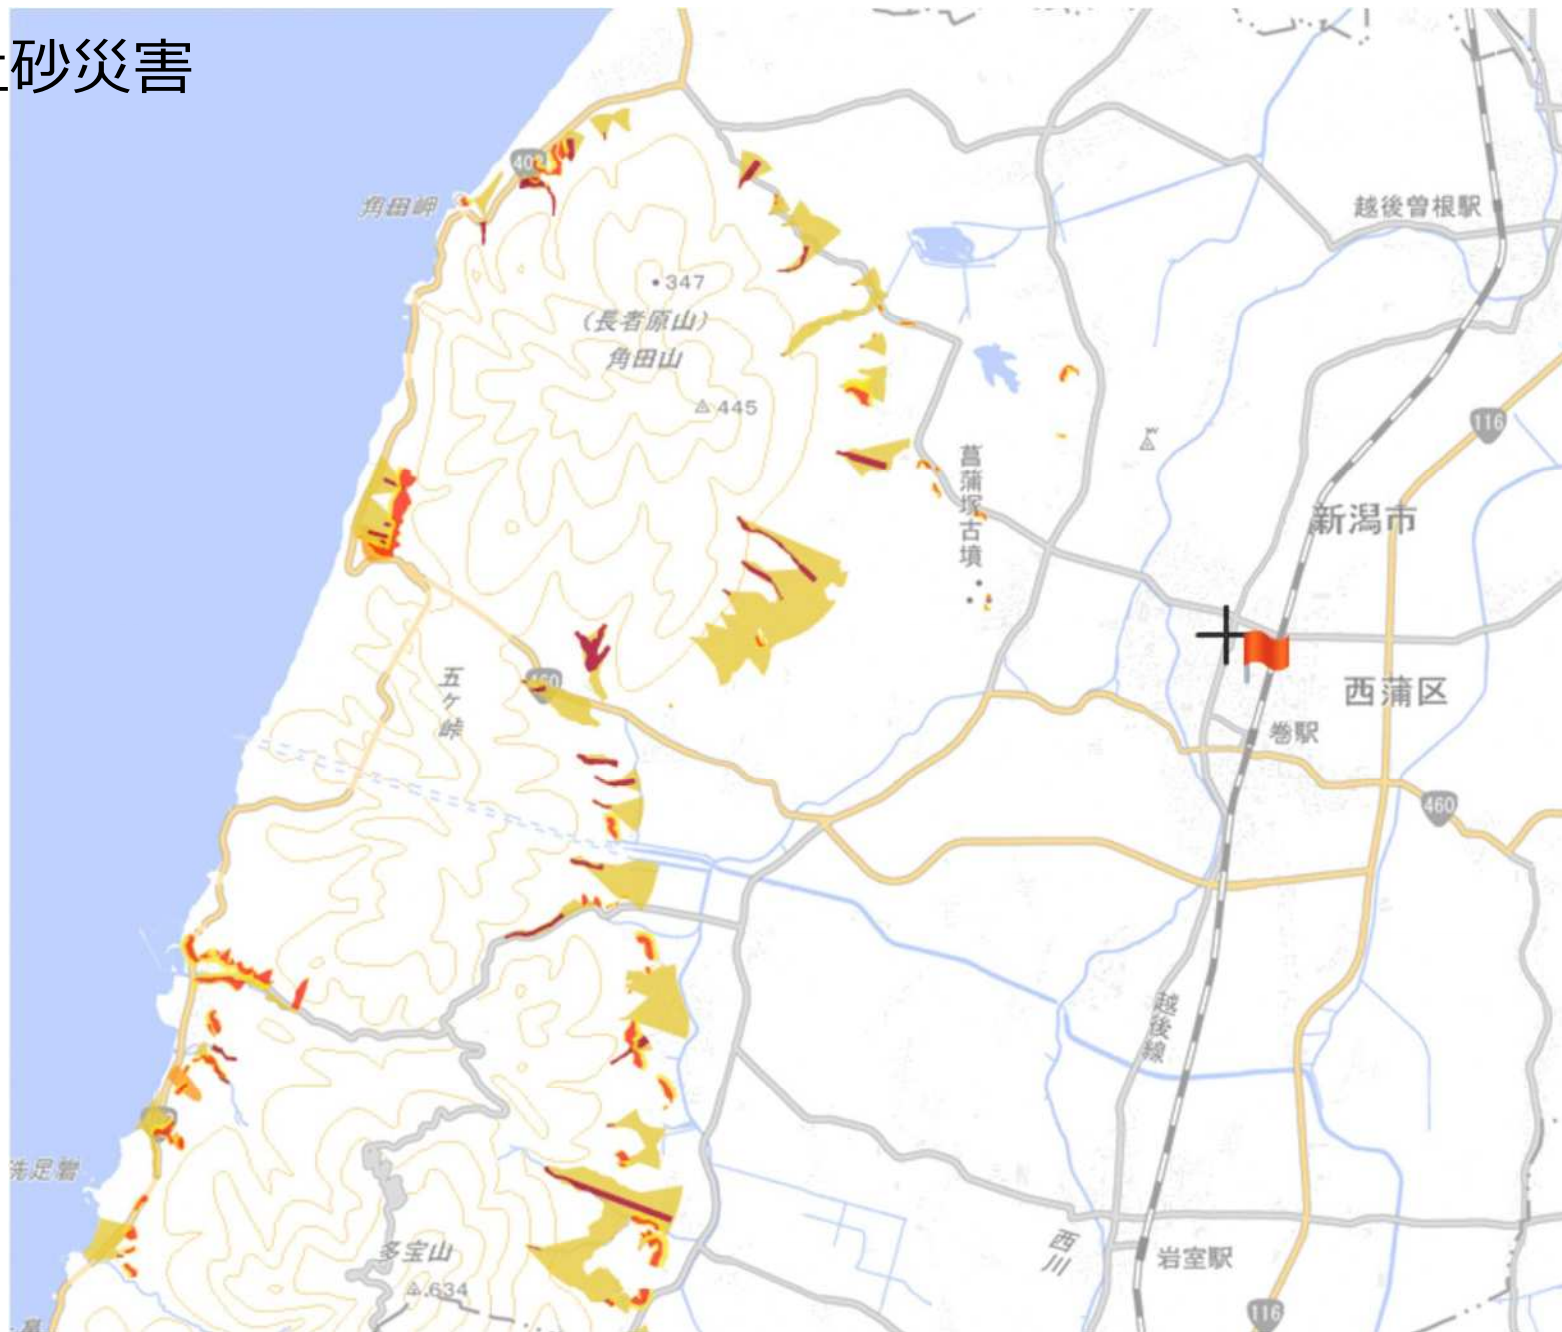 砂災害
402
角田岬
越後曽根駅
347
(長者原山)
角田山
445
116
菖蒲塚古墳
新潟市
五ケ峠
460
西蒲区
巻駅
460
越後線
多宝山
634
西川
岩室駅
116